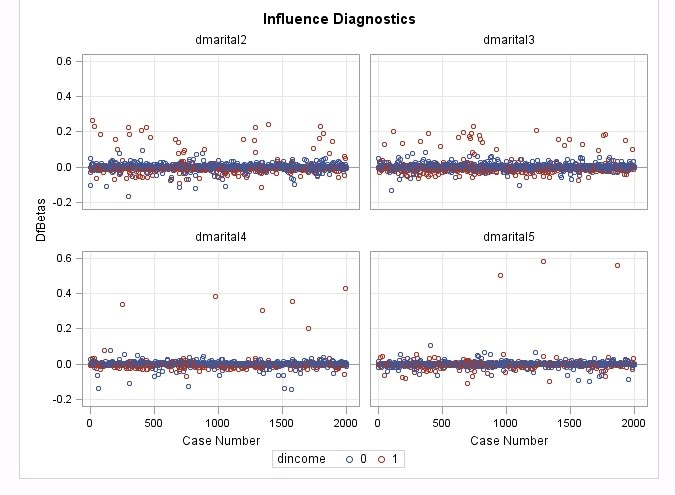 Influence Diagnostics
dmarital2 dmarital3
0.6
0.4
0.2
0.0
-0.2
DfBetas
dmarital4 dmarital5
0.6
0.4
0.2
0.0
-0.2
0 500 1000 1500 2000 0 500 1000 1500 2000
Case Number Case Number
dincome 0 1